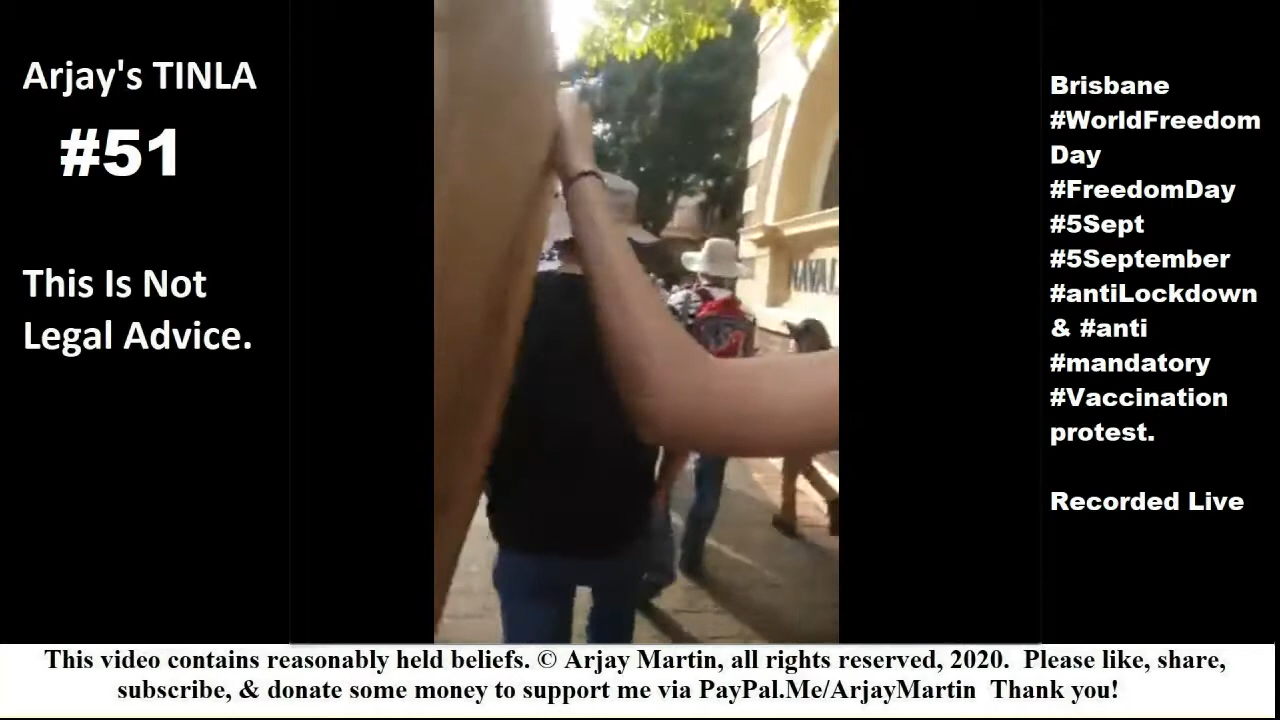 Arjay's TINLA
#51
This Is Not
Legal Advice.
NAVAL
Brisbane
#WorldFreedom
Day
#FreedomDay
#5Sept
#5September
#antiLockdown
& #anti
#mandatory
#Vaccination
protest.
Recorded Live
This video contains reasonably held beliefs. © Arjay Martin, all rights reserved, 2020.  Please like, share,
subscribe, & donate some money to support me via PayPal.Me/ArjayMartin  Thank you!